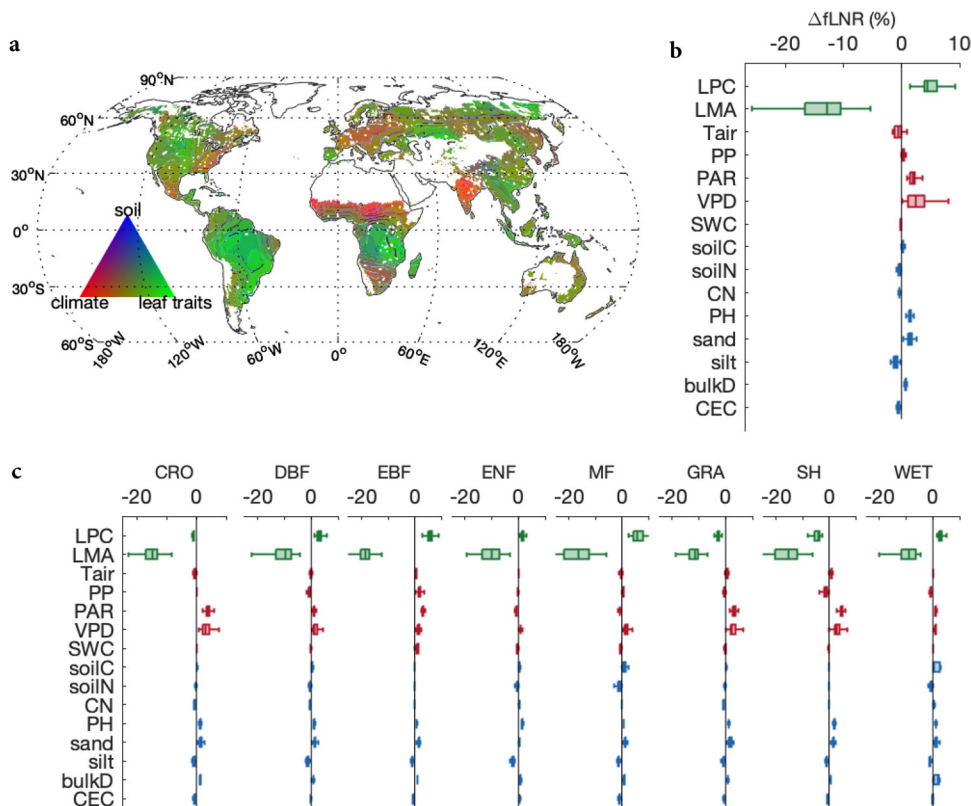 a
90°N
60°N
30°N
0°
30°S
60°S
180°W
120°W
60°W
0°
60°E
120°E
180°W
soil
climate
leaf traits
b
ΔfLNR (%)
-20 -10 0 10
LPC
LMA
Tair
PP
PAR
VPD
SWC
soilC
soilN
CN
PH
sand
silt
bulkD
CEC
c
CRO DBF EBF ENF MF GRA SH WET
-20 0 -20 0 -20 0 -20 0 -20 0 -20 0 -20 0 -20 0
LPC
LMA
Tair
PP
PAR
VPD
SWC
soilC
soilN
CN
PH
sand
silt
bulkD
CEC